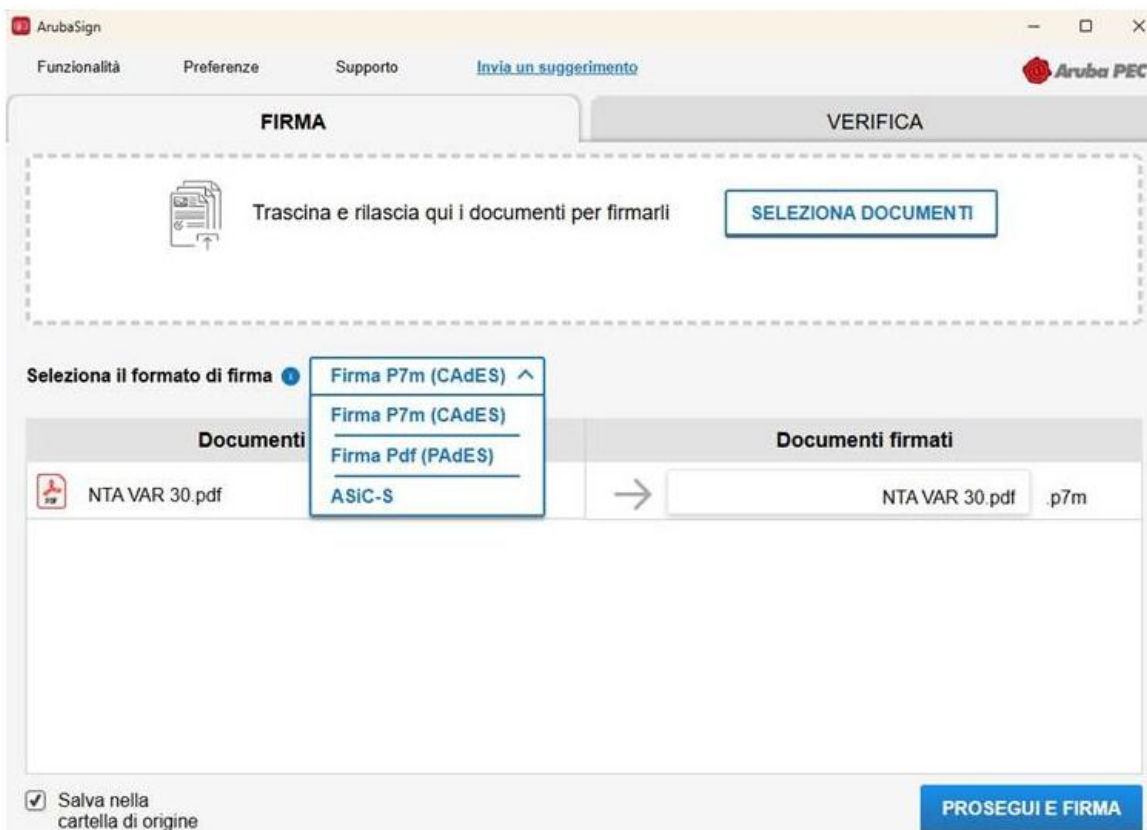 ArubaSign
Funzionalità Preferenze Supporto Invia un suggerimento Aruba PEC
FIRMA VERIFICA
Trascina e rilascia qui i documenti per firmarli SELEZIONA DOCUMENTI
Seleziona il formato di firma Firma P7m (CAdES)
Firma P7m (CAdES)
Firma Pdf (PAdES)
ASiC-S
Documenti Documenti firmati
NTA VAR 30.pdf NTA VAR 30.pdf .p7m
Salva nella
cartella di origine
PROSEGUI E FIRMA